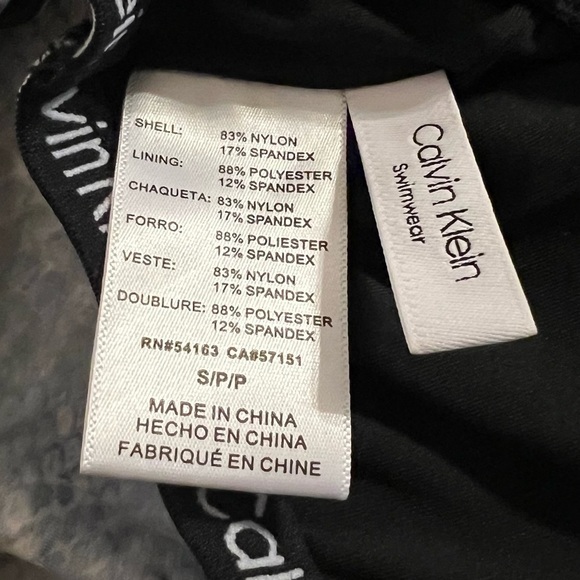 SHELL: 83% NYLON
17% SPANDEX
LINING: 88% POLYESTER
12% SPANDEX
CHAQUETA: 83% NYLON
17% SPANDEX
FORRO: 88% POLIESTER
12% SPANDEX
VESTE: 83% NYLON
17% SPANDEX
DOUBLURE: 88% POLYESTER
12% SPANDEX
RN#54163 CA#57151
S/P/P
MADE IN CHINA
HECHO EN CHINA
FABRIQUÉ EN CHINE
Calvin Klein
Swimwear
vin
Cal